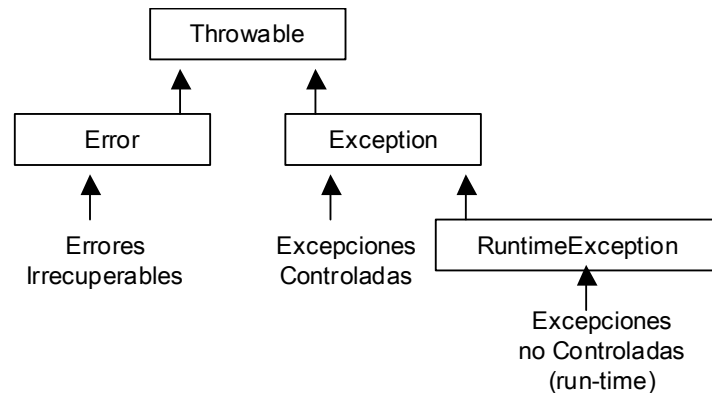 Throwable
Error
Exception
Errores
Irrecuperables
Excepciones
Controladas
RuntimeException
Excepciones
no Controladas
(run-time)